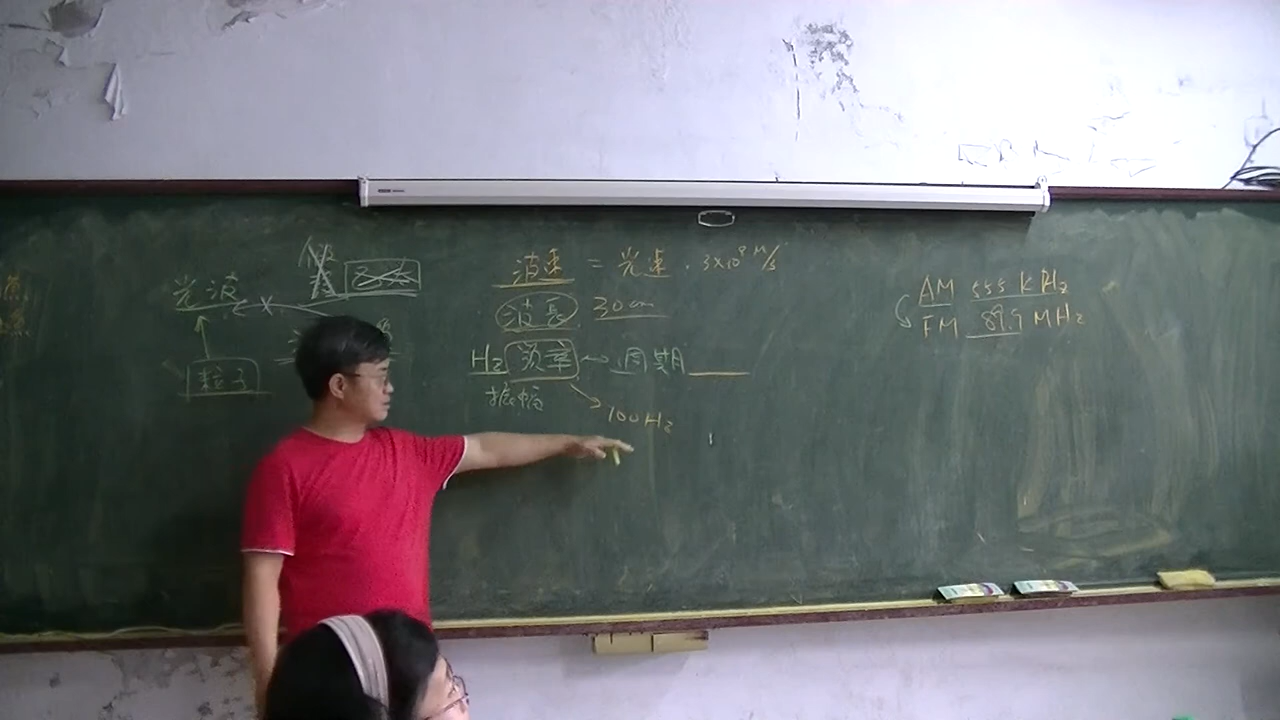 光波
粒子
波速 = 光速 . 3x10⁸ M/s
波長 30cm
Hz 頻率 ↔ 週期
振幅
100Hz
AM 555 KHz
FM 89.9 MHz